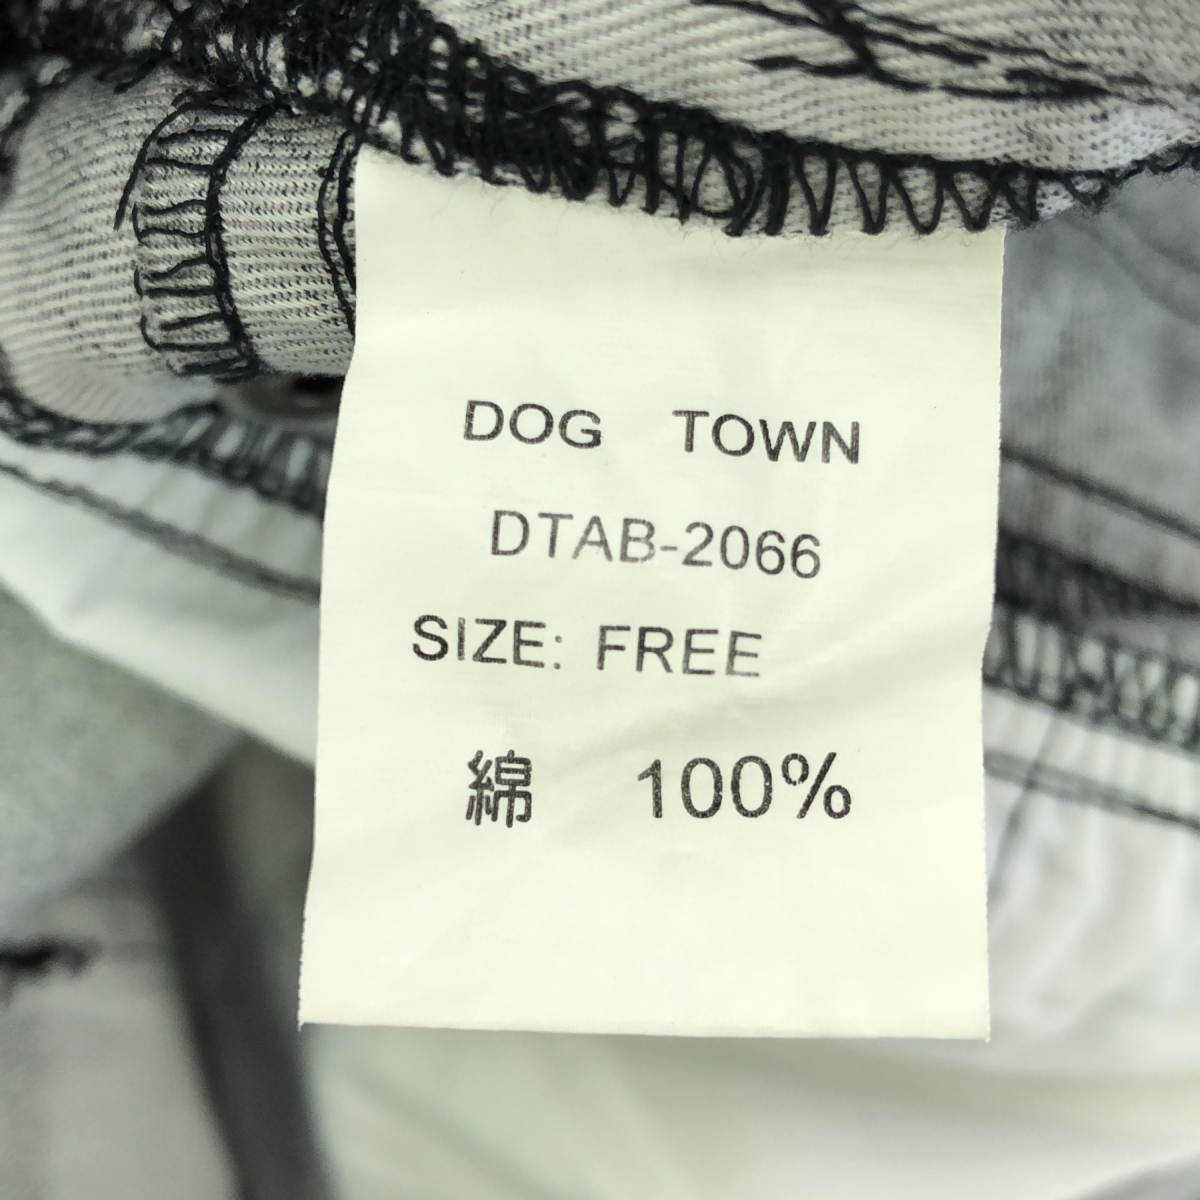 DOG TOWN
DTAB-2066
SIZE: FREE
綿 100%